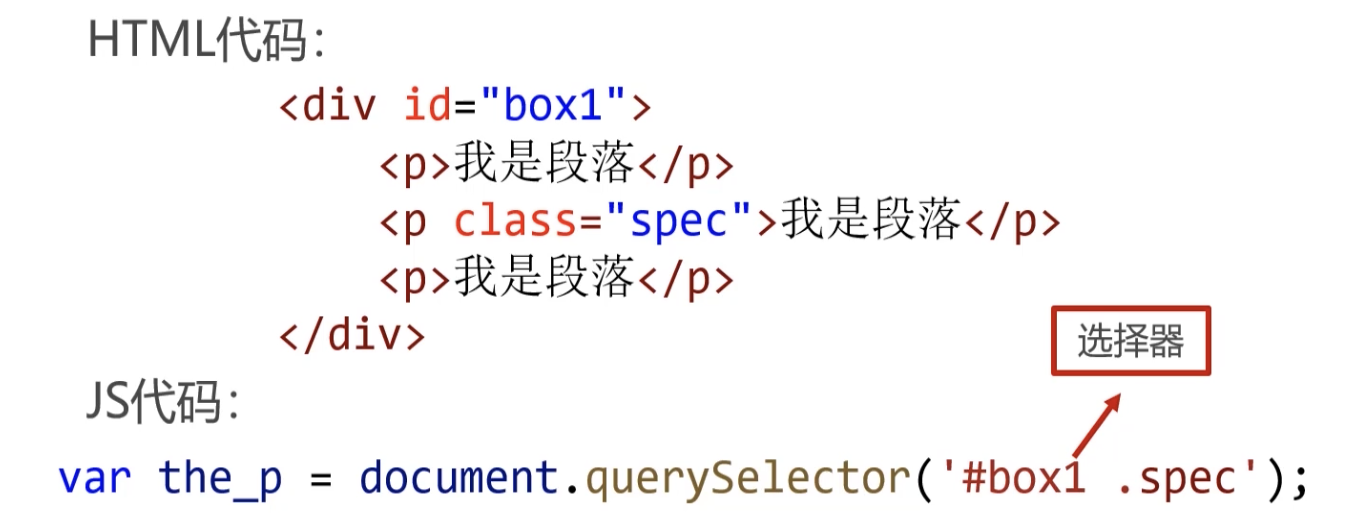 HTML代码：
<div id="box1">
<p>我是段落</p>
<p class="spec">我是段落</p>
<p>我是段落</p>
</div>
选择器
JS代码：
var the_p = document.querySelector('#box1 .spec');